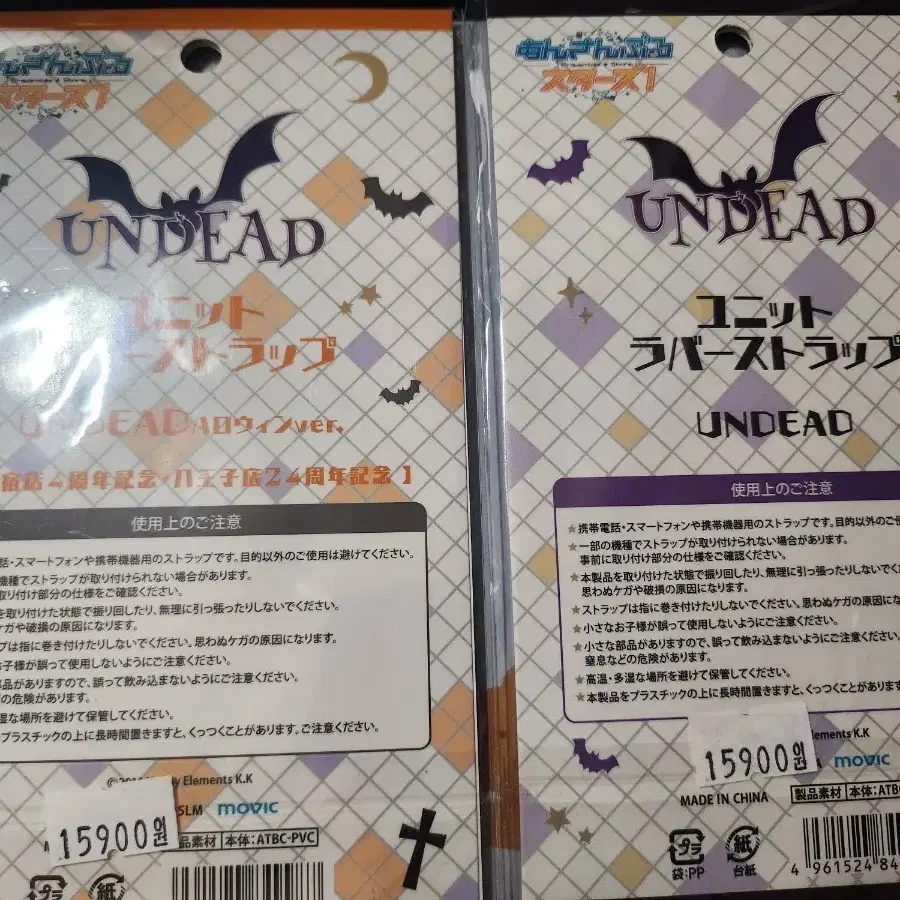 あんさんぶる
スターズ!
UNDEAD
ユニット
ーストラップ
UNDEADハロウィンver.
宿店4周年記念・八王子店24周年記念】
使用上のご注意
話・スマートフォンや携帯機器用のストラップです。目的以外のご使用は避けてください。
機種でストラップが取り付けられない場合があります。
取り付け部分の仕様をご確認ください。
を取り付けた状態で振り回したり、無理に引っ張ったりしないでください。
ケガや破損の原因になります。
プは指に巻き付けたりしないでください。思わぬケガの原因になります。
お子様が誤って使用しないようにご注意ください。
部品がありますので、誤って飲み込まないようにご注意ください。
の危険があります。
湿な場所を避けて保管してください。
プラスチックの上に長時間置きますと、くっつくことがあります。ご注意ください。
y Elements K.K
SLM movic
15900원
品素材 本体:ATBC-PVC
紙
あんさんぶる
スターズ!
UNDEAD
ユニット
ラバーストラップ
UNDEAD
使用上のご注意
★携帯電話・スマートフォンや携帯機器用のストラップです。目的以外のご使
★一部の機種でストラップが取り付けられない場合があります。
事前に取り付け部分の仕様をご確認ください。
★本製品を取り付けた状態で振り回したり、無理に引っ張ったりしないでくだ
思わぬケガや破損の原因になります。
★ストラップは指に巻き付けたりしないでください。思わぬケガの原因にな
★小さなお子様が誤って使用しないようにご注意ください。
★小さな部品がありますので、誤って飲み込まないようにご注意ください。
窒息などの危険があります。
★高温・多湿な場所を避けて保管してください。
★本製品をプラスチックの上に長時間置きますと、くっつくことがあります
lements K.K
15900원
movic
MADE IN CHINA
製品素材 本体:ATB
プラ
袋:PP
紙
台紙
4 961524 84